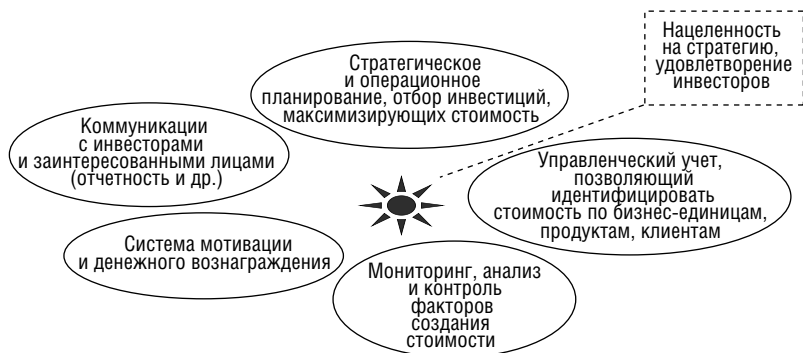 Нацеленность
на стратегию,
удовлетворение
инвесторов
Стратегическое
и операционное
планирование, отбор инвестиций,
максимизирующих стоимость
Коммуникации
с инвесторами
и заинтересованными лицами
(отчетность и др.)
Управленческий учет,
позволяющий
идентифицировать
стоимость по бизнес-единицам,
продуктам, клиентам
Система мотивации
и денежного вознаграждения
Мониторинг, анализ
и контроль
факторов
создания
стоимости